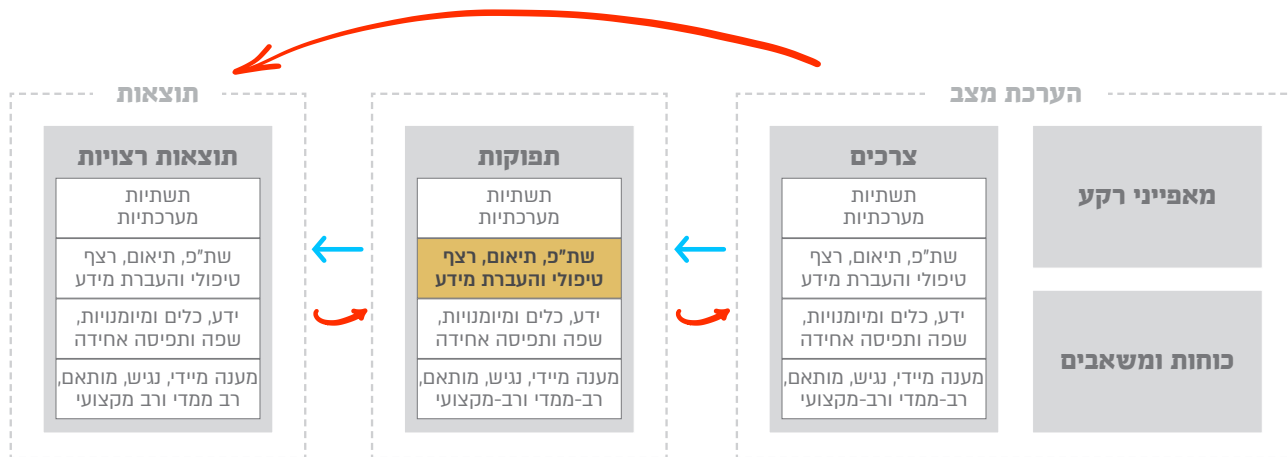 הערכת מצב
מאפייני רקע
כוחות ומשאבים
צרכים
תשתיות
מערכתיות
שת"פ, תיאום, רצף
טיפולי והעברת מידע
ידע, כלים ומיומנויות,
שפה ותפיסה אחידה
מענה מיידי, נגיש, מותאם,
רב-ממדי ורב-מקצועי
תפוקות
תשתיות
מערכתיות
שת"פ, תיאום, רצף
טיפולי והעברת מידע
ידע, כלים ומיומנויות,
שפה ותפיסה אחידה
מענה מיידי, נגיש, מותאם,
רב-ממדי ורב-מקצועי
תוצאות
תוצאות רצויות
תשתיות
מערכתיות
שת"פ, תיאום, רצף
טיפולי והעברת מידע
ידע, כלים ומיומנויות,
שפה ותפיסה אחידה
מענה מיידי, נגיש, מותאם,
רב ממדי ורב מקצועי